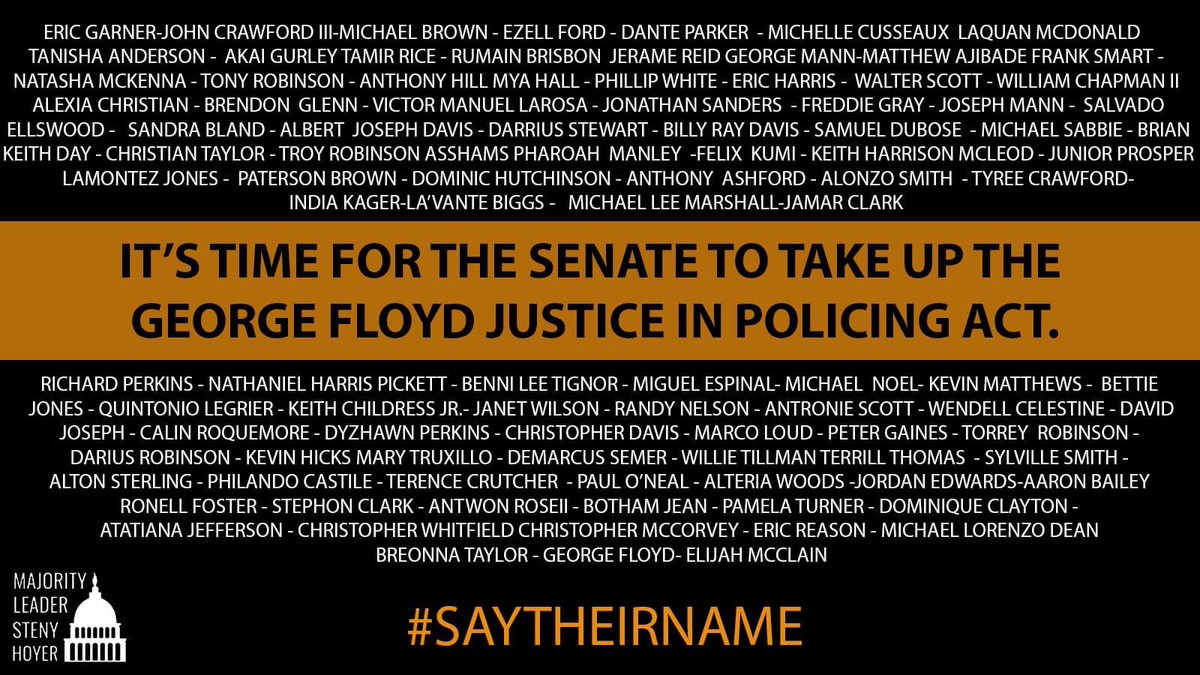 ERIC GARNER-JOHN CRAWFORD III-MICHAEL BROWN - EZELL FORD - DANTE PARKER - MICHELLE CUSSEAUX LAQUAN MCDONALD
TANISHA ANDERSON - AKAI GURLEY TAMIR RICE - RUMAIN BRISBON JERAME REID GEORGE MANN-MATTHEW AJIBADE FRANK SMART -
NATASHA MCKENNA - TONY ROBINSON - ANTHONY HILL MYA HALL - PHILLIP WHITE - ERIC HARRIS - WALTER SCOTT - WILLIAM CHAPMAN II
ALEXIA CHRISTIAN - BRENDON GLENN - VICTOR MANUEL LAROSA - JONATHAN SANDERS - FREDDIE GRAY - JOSEPH MANN - SALVADO
ELLSWOOD - SANDRA BLAND - ALBERT JOSEPH DAVIS - DARRIUS STEWART - BILLY RAY DAVIS - SAMUEL DUBOSE - MICHAEL SABBIE - BRIAN
KEITH DAY - CHRISTIAN TAYLOR - TROY ROBINSON ASSHAMS PHAROAH MANLEY -FELIX KUMI - KEITH HARRISON MCLEOD - JUNIOR PROSPER
LAMONTEZ JONES - PATERSON BROWN - DOMINIC HUTCHINSON - ANTHONY ASHFORD - ALONZO SMITH - TYREE CRAWFORD-
INDIA KAGER-LA'VANTE BIGGS - MICHAEL LEE MARSHALL-JAMAR CLARK
IT'S TIME FOR THE SENATE TO TAKE UP THE
GEORGE FLOYD JUSTICE IN POLICING ACT.
RICHARD PERKINS - NATHANIEL HARRIS PICKETT - BENNI LEE TIGNOR - MIGUEL ESPINAL- MICHAEL NOEL- KEVIN MATTHEWS - BETTIE
JONES - QUINTONIO LEGRIER - KEITH CHILDRESS JR.- JANET WILSON - RANDY NELSON - ANTRONIE SCOTT - WENDELL CELESTINE - DAVID
JOSEPH - CALIN ROQUEMORE - DYZHAWN PERKINS - CHRISTOPHER DAVIS - MARCO LOUD - PETER GAINES - TORREY ROBINSON -
DARIUS ROBINSON - KEVIN HICKS MARY TRUXILLO - DEMARCUS SEMER - WILLIE TILLMAN TERRILL THOMAS - SYLVILLE SMITH -
ALTON STERLING - PHILANDO CASTILE - TERENCE CRUTCHER - PAUL O'NEAL - ALTERIA WOODS -JORDAN EDWARDS-AARON BAILEY
RONELL FOSTER - STEPHON CLARK - ANTWON ROSEII - BOTHAM JEAN - PAMELA TURNER - DOMINIQUE CLAYTON -
ATATIANA JEFFERSON - CHRISTOPHER WHITFIELD CHRISTOPHER MCCORVEY - ERIC REASON - MICHAEL LORENZO DEAN
BREONNA TAYLOR - GEORGE FLOYD- ELIJAH MCCLAIN
MAJORITY
LEADER
STENY
HOYER
#SAYTHEIRNAME